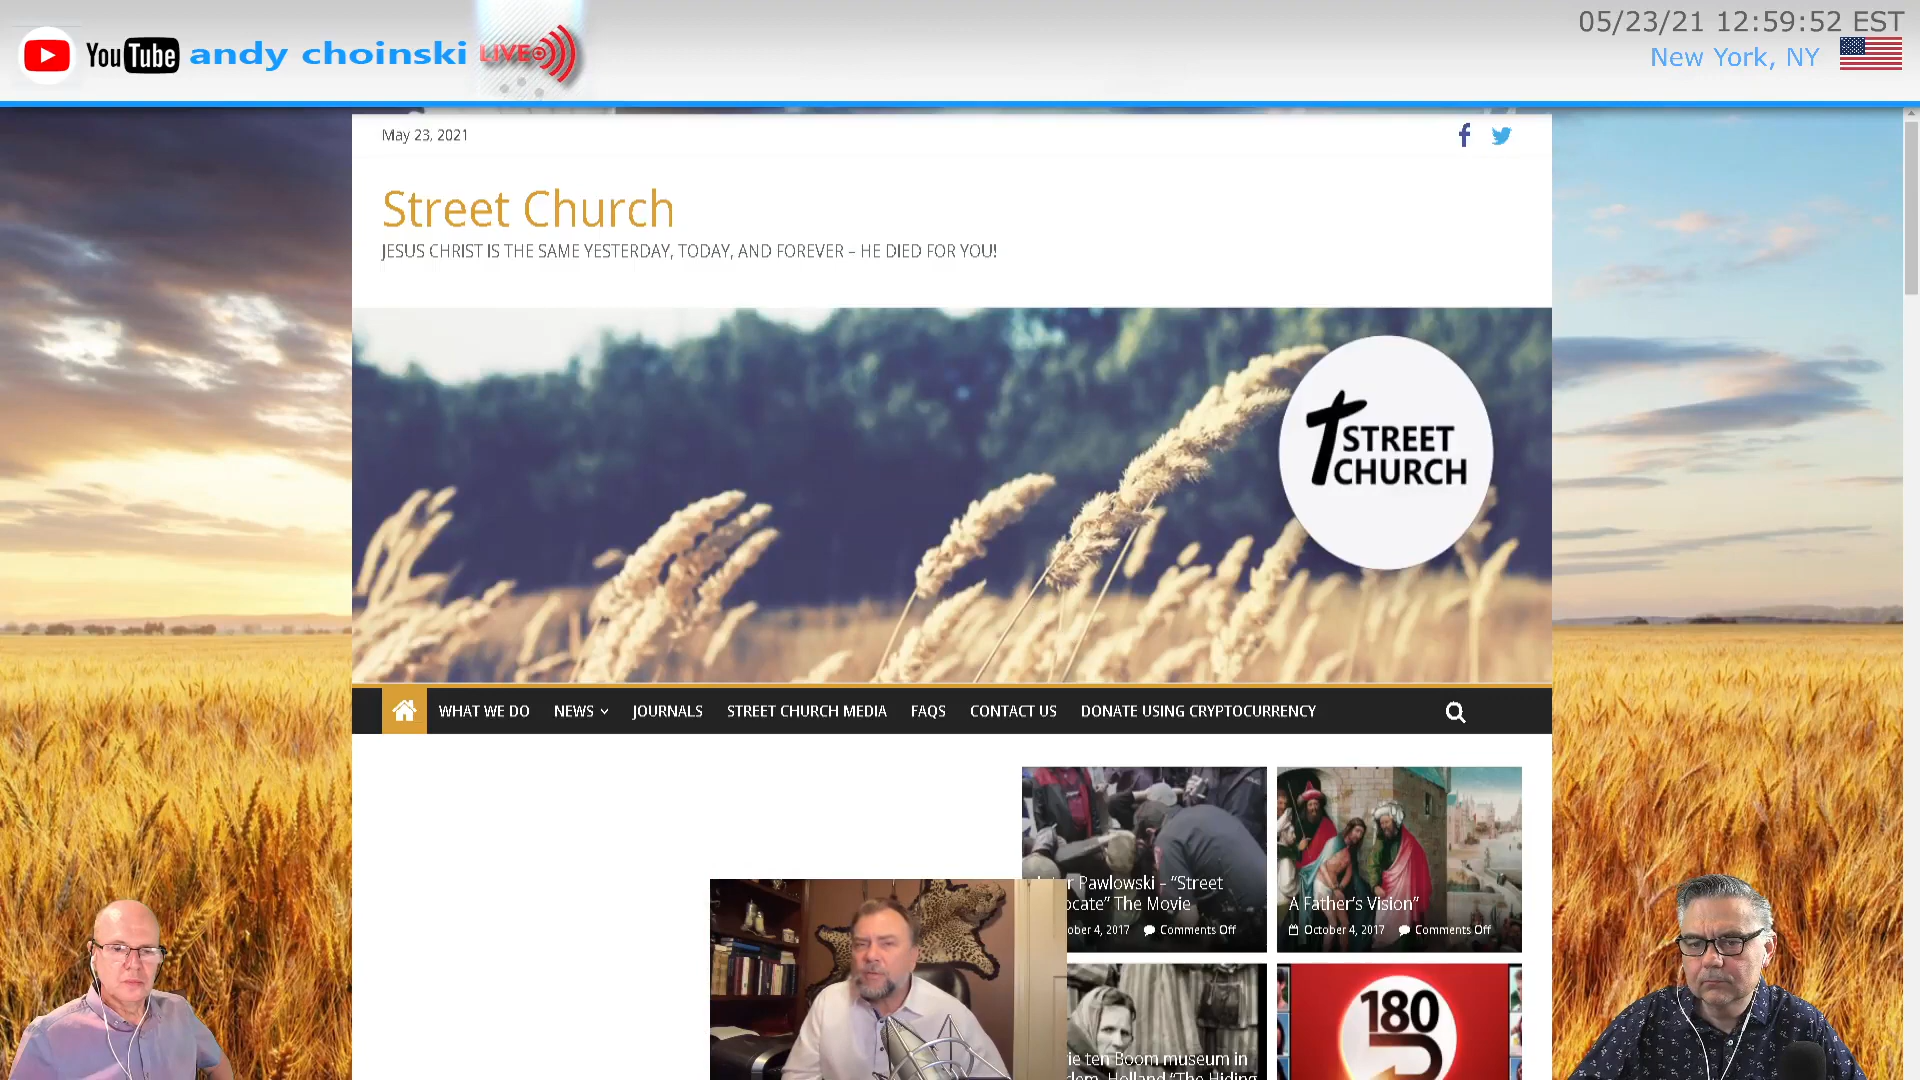 05/23/21 12:59:52 EST
YouTube andy choinski LIVE
New York, NY
May 23, 2021
Street Church
JESUS CHRIST IS THE SAME YESTERDAY, TODAY, AND FOREVER – HE DIED FOR YOU!
STREET
CHURCH
WHAT WE DO NEWS JOURNALS STREET CHURCH MEDIA FAQS CONTACT US DONATE USING CRYPTOCURRENCY
Pawlowski – “Street
The Movie
4, 2017 Comments Off
A Father’s Vision”
October 4, 2017 Comments Off
ten Boom museum in
Holland “The Hiding
180